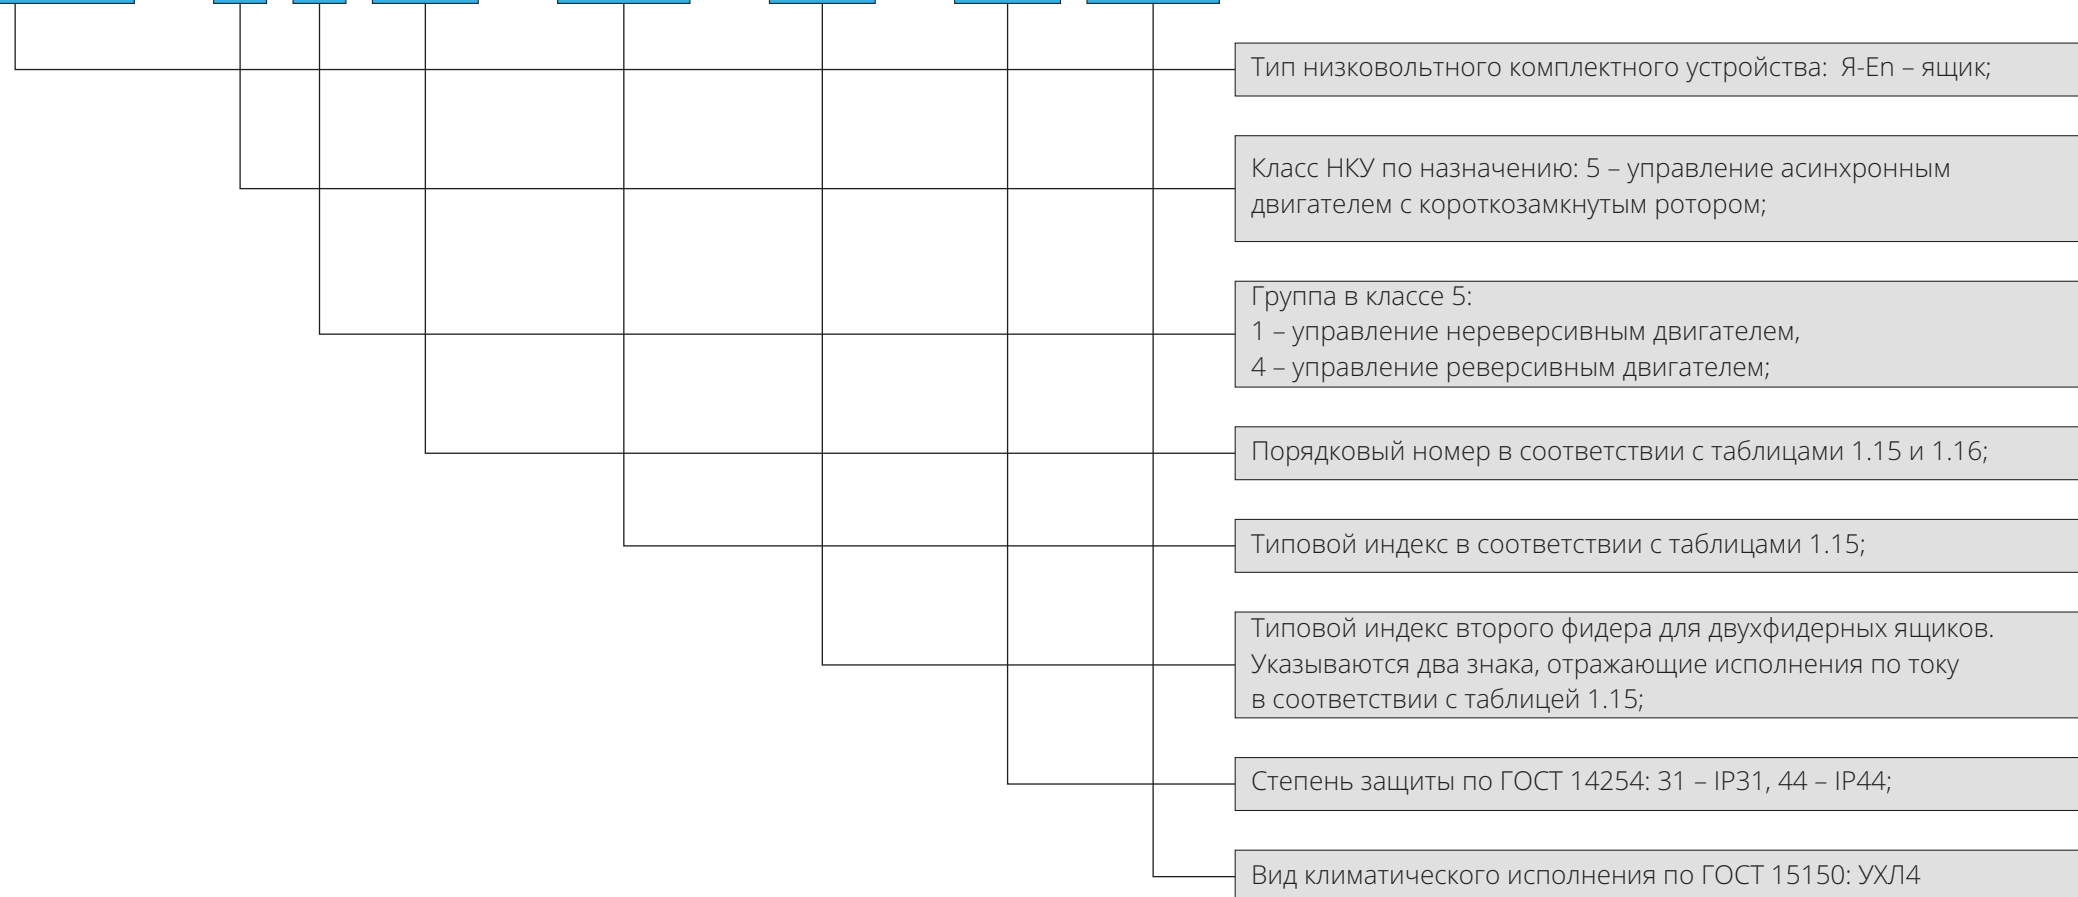 Тип низковольтного комплектного устройства: Я-En – ящик;
Класс НКУ по назначению: 5 – управление асинхронным
двигателем с короткозамкнутым ротором;
Группа в классе 5:
1 – управление нереверсивным двигателем,
4 – управление реверсивным двигателем;
Порядковый номер в соответствии с таблицами 1.15 и 1.16;
Типовой индекс в соответствии с таблицами 1.15;
Типовой индекс второго фидера для двухфидерных ящиков.
Указываются два знака, отражающие исполнения по току
в соответствии с таблицей 1.15;
Степень защиты по ГОСТ 14254: 31 – IP31, 44 – IP44;
Вид климатического исполнения по ГОСТ 15150: УХЛ4